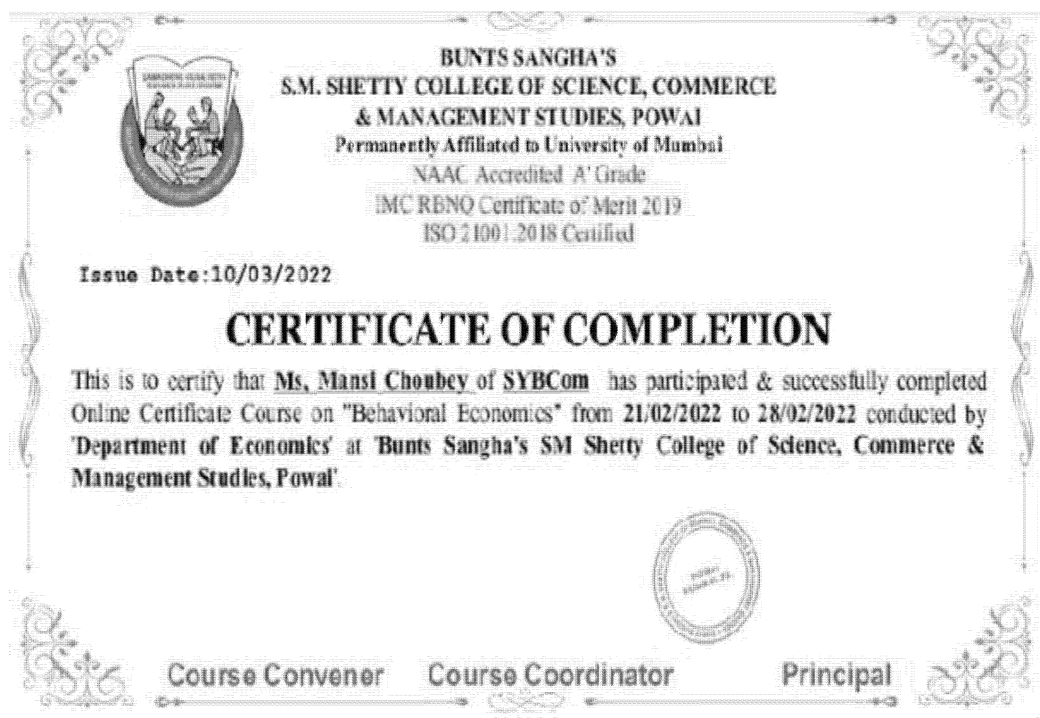 BUNTS SANGHA'S
S.M. SHETTY COLLEGE OF SCIENCE, COMMERCE
& MANAGEMENT STUDIES, POWAI
Permanently Affiliated to University of Mumbai
NAAC Accredited 'A' Grade
IMC RBNQ Certificate of Merit 2019
ISO 21001:2018 Certified
Issue Date:10/03/2022
CERTIFICATE OF COMPLETION
This is to certify that Ms, Mansi Choubey of SYBCom has participated & successfully completed
Online Certificate Course on "Behavioral Economics" from 21/02/2022 to 28/02/2022 conducted by
'Department of Economics' at 'Bunts Sangha's SM Shetty College of Science, Commerce &
Management Studies, Powai'.
Course Convener Course Coordinator Principal